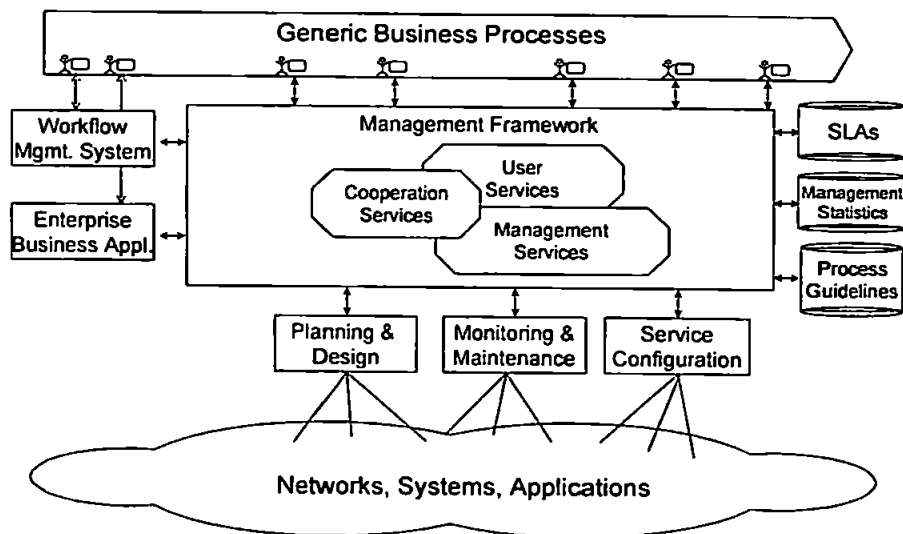 Generic Business Processes
Workflow
Mgmt. System
Management Framework
SLAs
User
Services
Cooperation
Services
Management
Statistics
Enterprise
Business Appl.
Management
Services
Process
Guidelines
Planning &
Design
Monitoring &
Maintenance
Service
Configuration
Networks, Systems, Applications